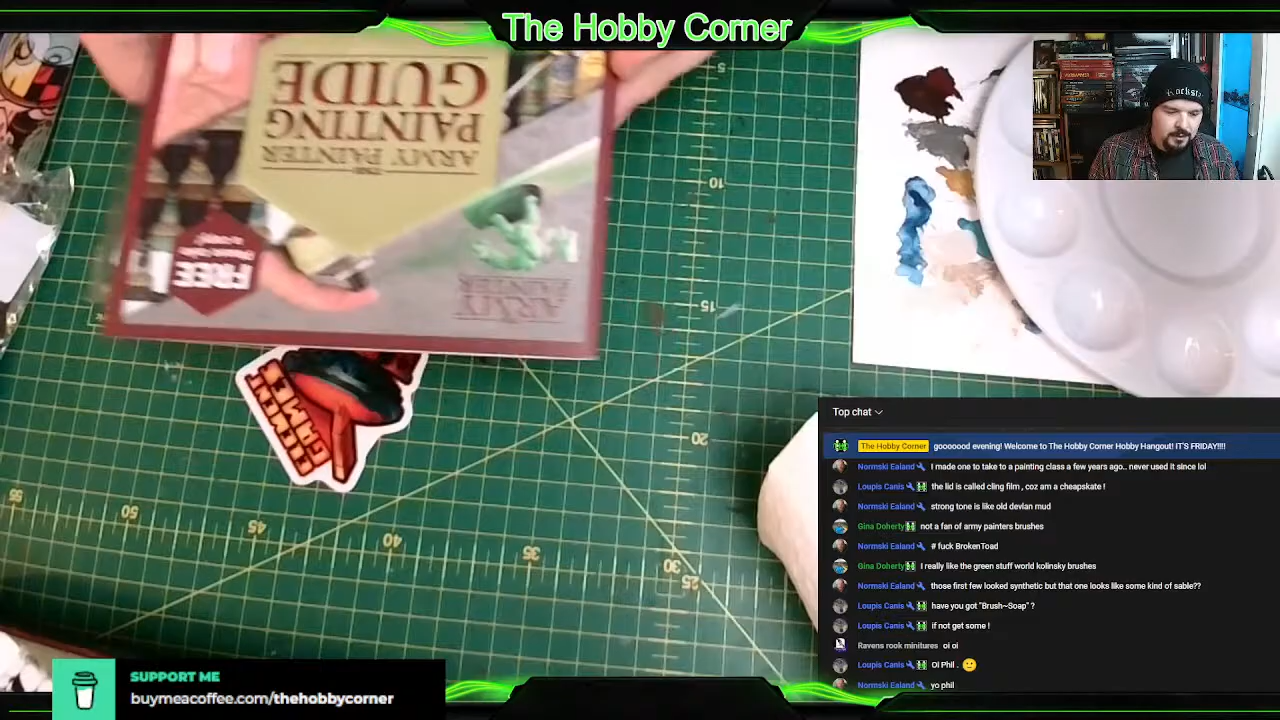 The Hobby Corner
THE
ARMY PAINTER
PAINTING
GUIDE
FREE
ARMY
PAINTER
ELEMENT
GAMES
5
10
15
20
25
30
35
40
45
50
55
Rockst
Top chat
The Hobby Corner gooooood evening! Welcome to The Hobby Corner Hobby Hangout! IT'S FRIDAY!!!!
Normski Ealand I made one to take to a painting class a few years ago.. never used it since lol
Loupis Canis the lid is called cling film , coz am a cheapskate !
Normski Ealand strong tone is like old devlan mud
Gina Doherty not a fan of army painters brushes
Normski Ealand # fuck BrokenToad
Gina Doherty I really like the green stuff world kolinsky brushes
Normski Ealand those first few looked synthetic but that one looks like some kind of sable??
Loupis Canis have you got "Brush~Soap" ?
Loupis Canis if not get some !
Ravens rook minitures oi oi
Loupis Canis OI Phil .
Normski Ealand yo phil
SUPPORT ME
buymeacoffee.com/thehobbycorner